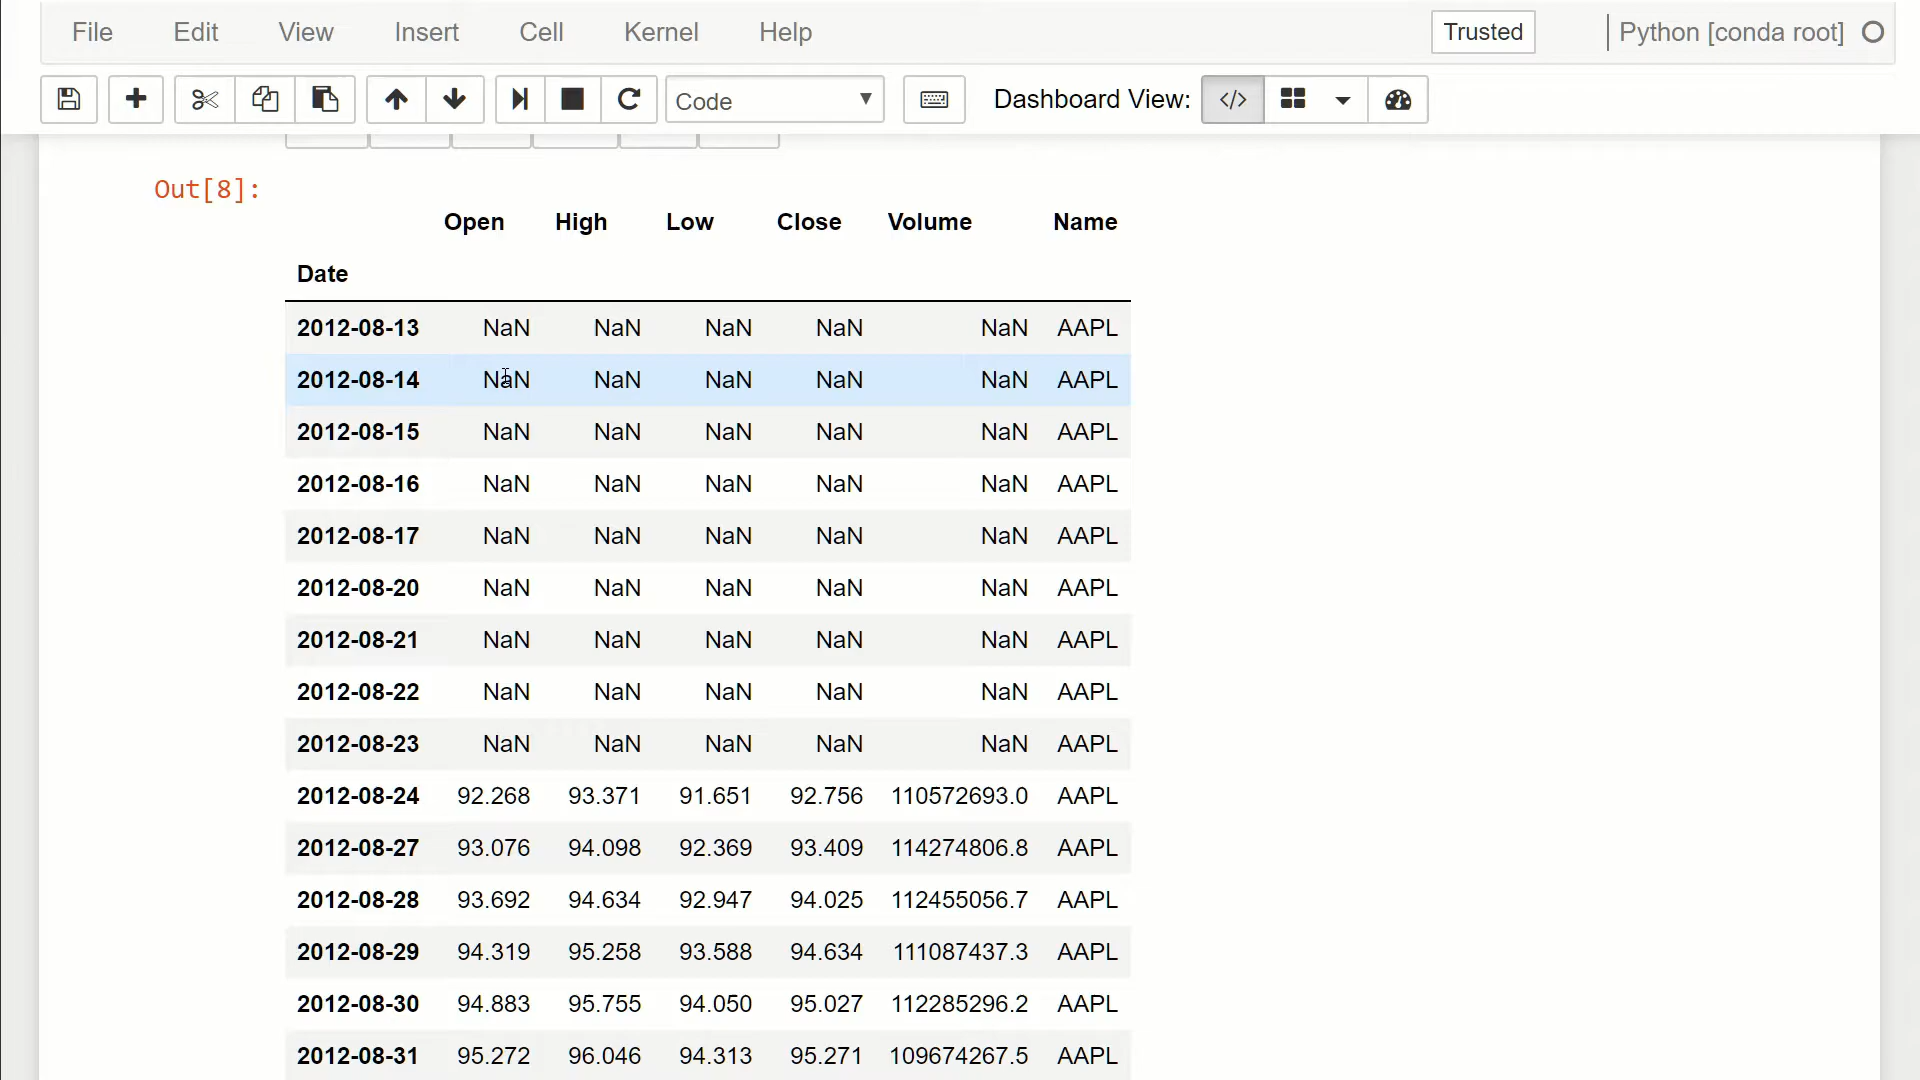 File Edit View Insert Cell Kernel Help Trusted Python [conda root]
Code Dashboard View: </>
Out[8]:
Open High Low Close Volume Name
Date
2012-08-13 NaN NaN NaN NaN NaN AAPL
2012-08-14 NaN NaN NaN NaN NaN AAPL
2012-08-15 NaN NaN NaN NaN NaN AAPL
2012-08-16 NaN NaN NaN NaN NaN AAPL
2012-08-17 NaN NaN NaN NaN NaN AAPL
2012-08-20 NaN NaN NaN NaN NaN AAPL
2012-08-21 NaN NaN NaN NaN NaN AAPL
2012-08-22 NaN NaN NaN NaN NaN AAPL
2012-08-23 NaN NaN NaN NaN NaN AAPL
2012-08-24 92.268 93.371 91.651 92.756 110572693.0 AAPL
2012-08-27 93.076 94.098 92.369 93.409 114274806.8 AAPL
2012-08-28 93.692 94.634 92.947 94.025 112455056.7 AAPL
2012-08-29 94.319 95.258 93.588 94.634 111087437.3 AAPL
2012-08-30 94.883 95.755 94.050 95.027 112285296.2 AAPL
2012-08-31 95.272 96.046 94.313 95.271 109674267.5 AAPL